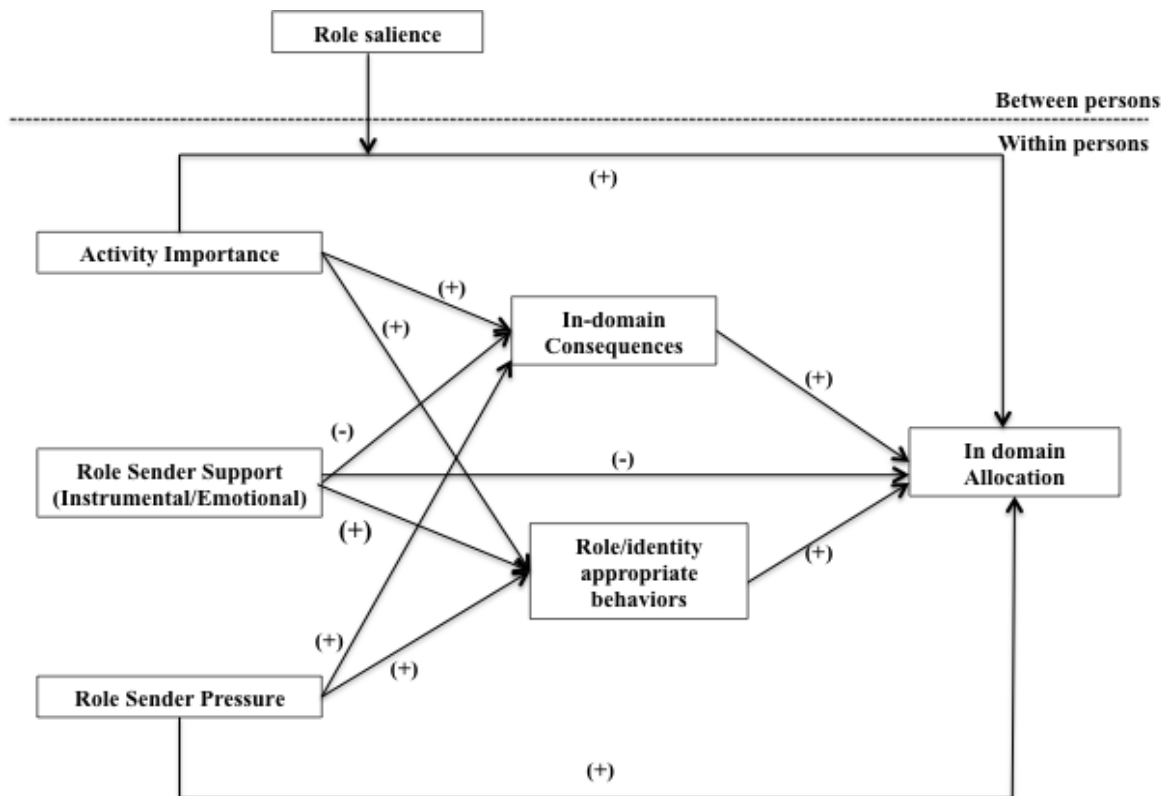 Role salience
Between persons
Within persons
(+)
Activity Importance
(+)
(+)
In-domain
Consequences
(+)
(-)
Role Sender Support
(Instrumental/Emotional)
(-)
In domain
Allocation
(+)
Role/identity
appropriate
behaviors
(+)
(+)
(+)
Role Sender Pressure
(+)